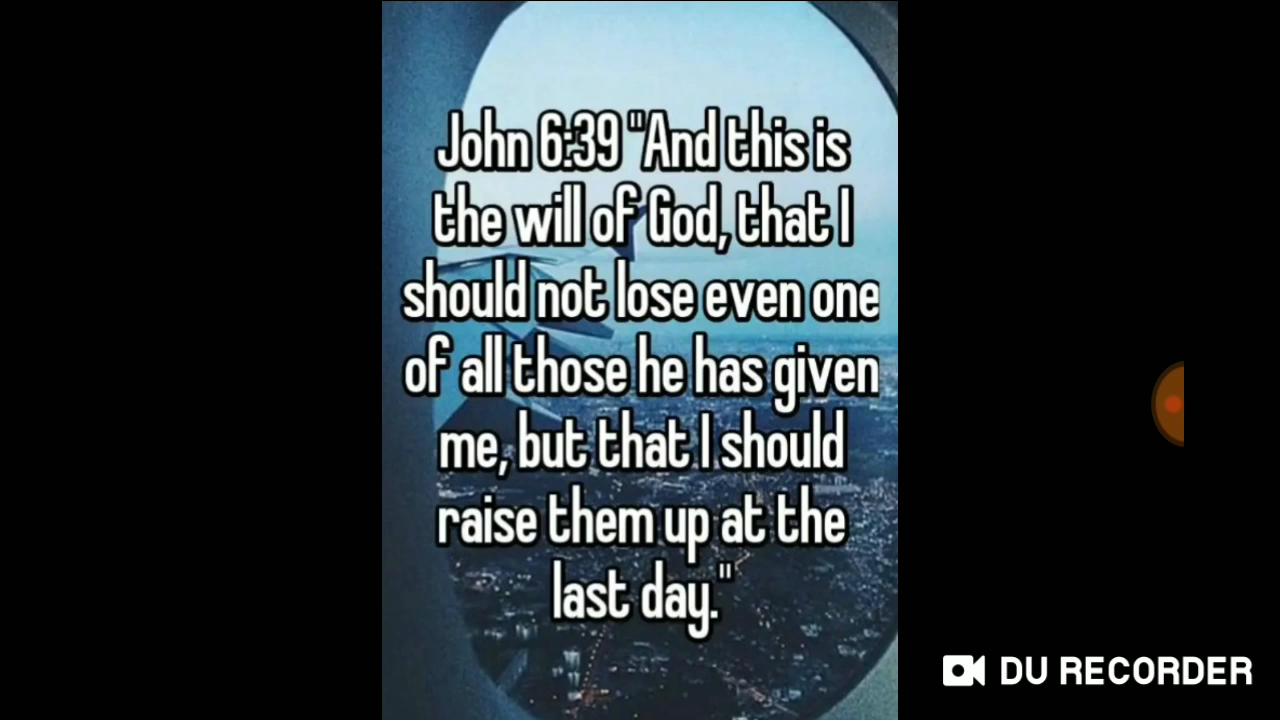 John 6:39 "And this is
the will of God, that I
should not lose even one
of all those he has given
me, but that I should
raise them up at the
last day."
DU RECORDER